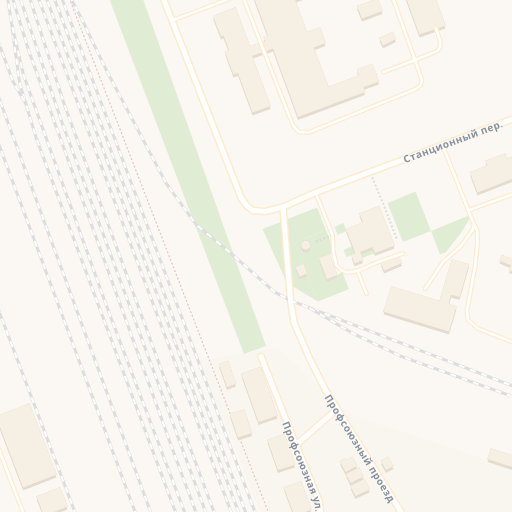 Станционный пер.
Профсоюзный проезд
Профсоюзная ул.